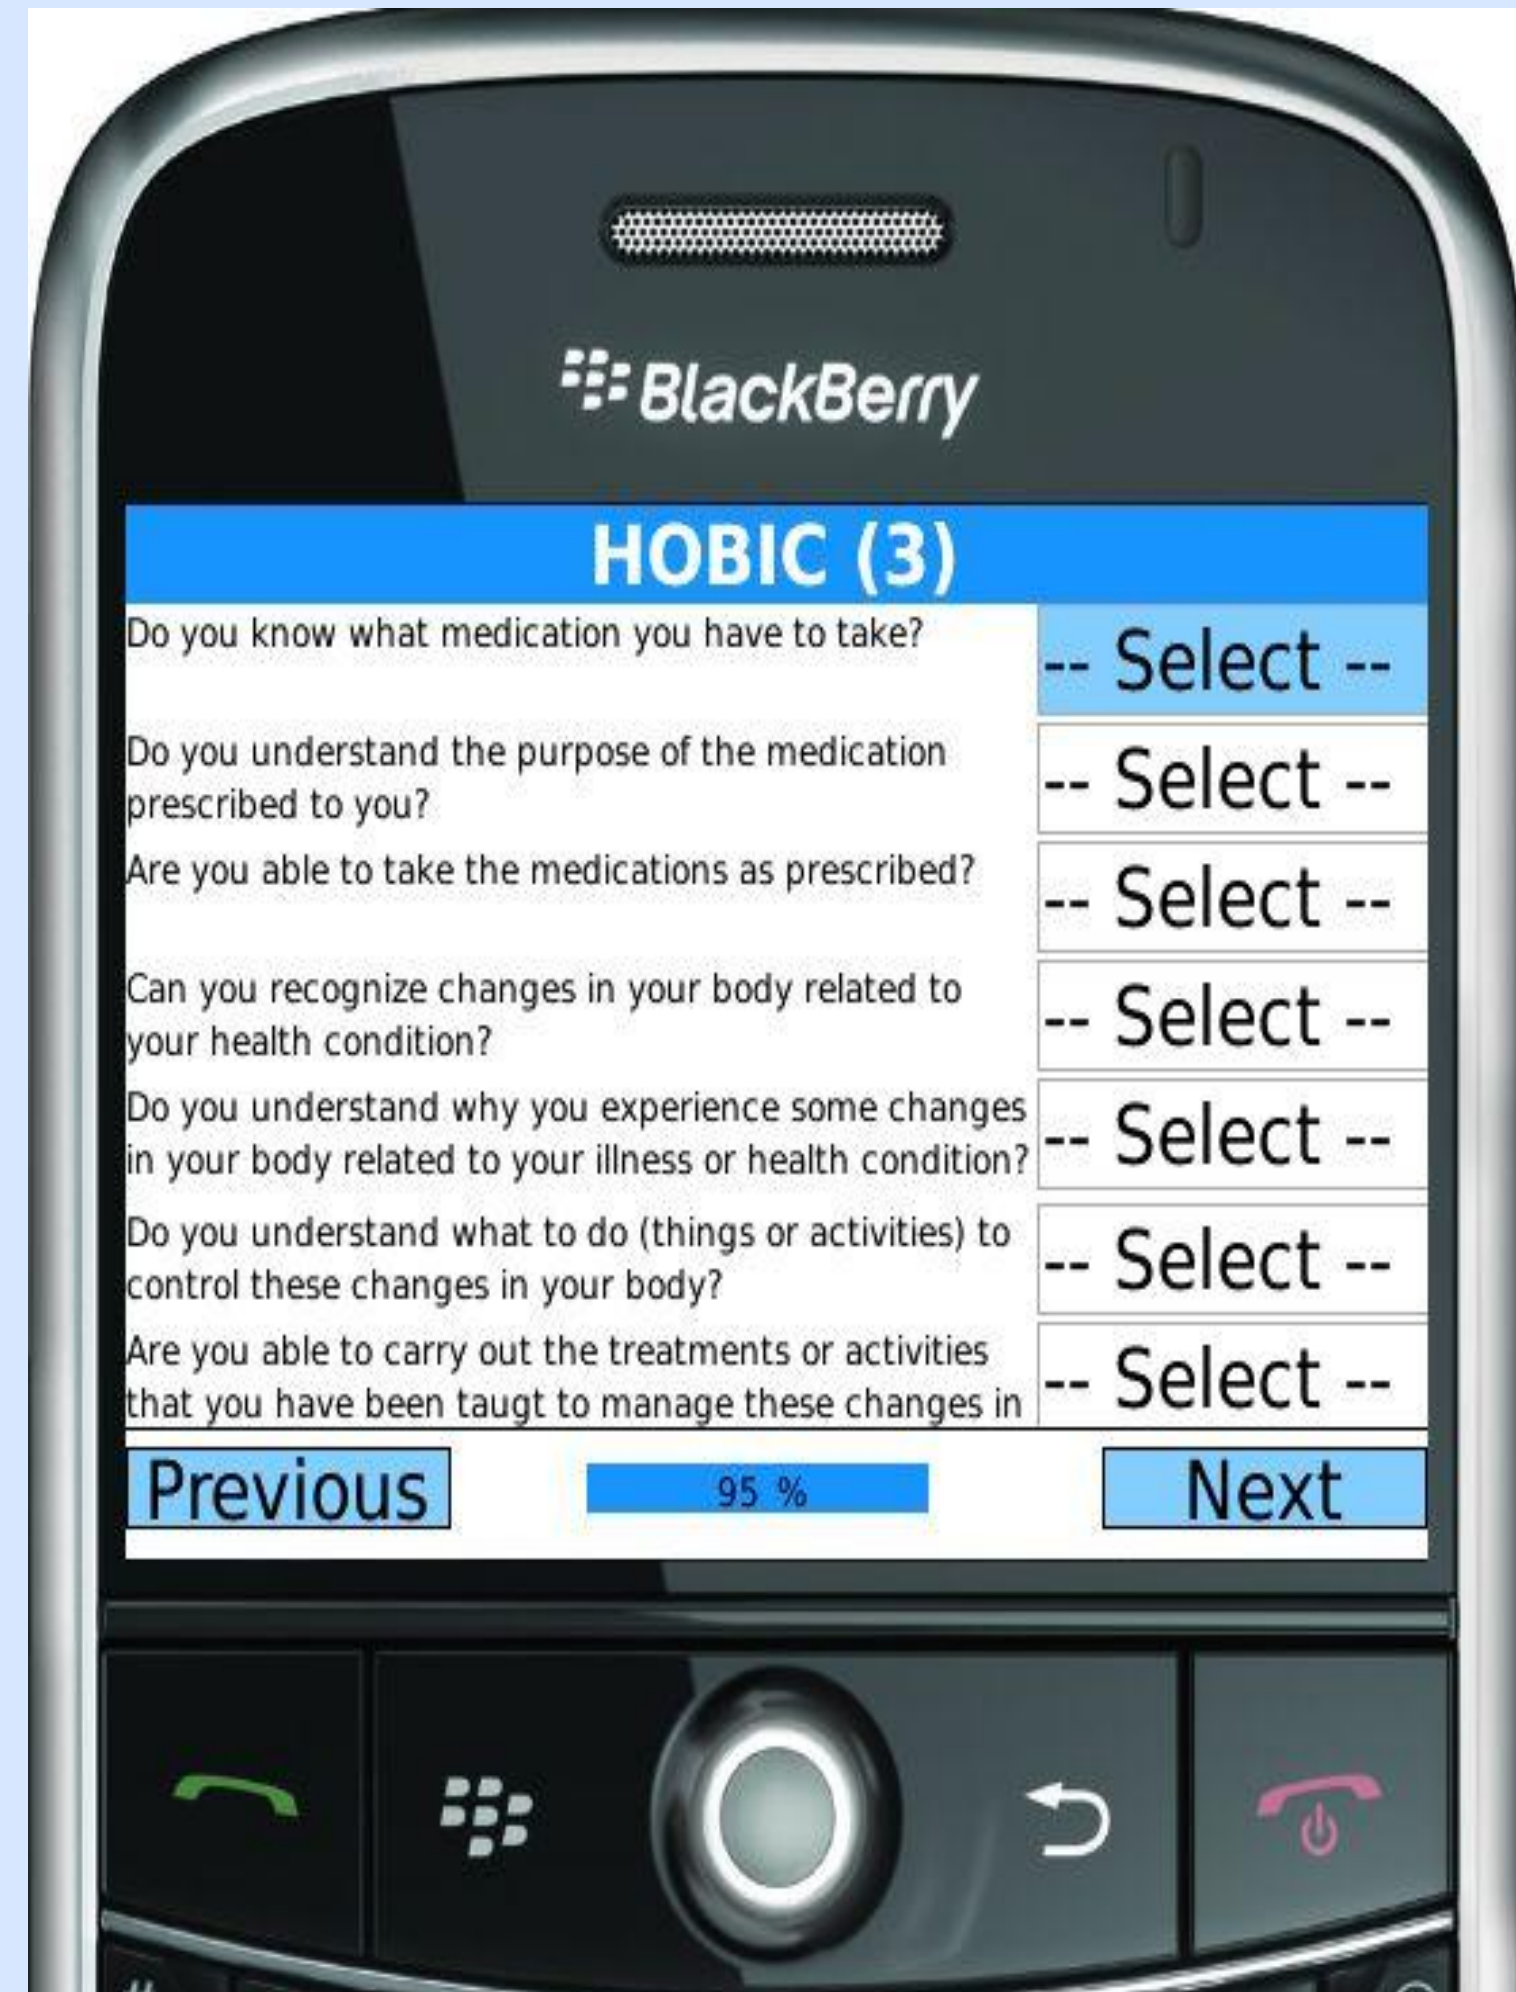 BlackBerry
HOBIC (3)
Do you know what medication you have to take?
-- Select --
Do you understand the purpose of the medication
prescribed to you?
-- Select --
Are you able to take the medications as prescribed?
-- Select --
Can you recognize changes in your body related to
your health condition?
-- Select --
Do you understand why you experience some changes
in your body related to your illness or health condition?
-- Select --
Do you understand what to do (things or activities) to
control these changes in your body?
-- Select --
Are you able to carry out the treatments or activities
that you have been taugt to manage these changes in
-- Select --
Previous
95 %
Next